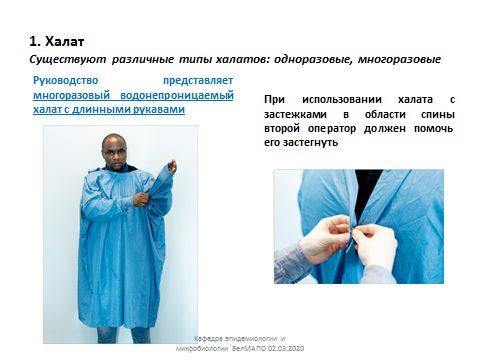 1. Халат
Существуют различные типы халатов: одноразовые, многоразовые
Руководство представляет
многоразовый водонепроницаемый
халат с длинными рукавами
При использовании халата с
застежками в области спины
второй оператор должен помочь
его застегнуть
Кафедра эпидемиологии и
микробиологии БелМАПО 02.03.2020